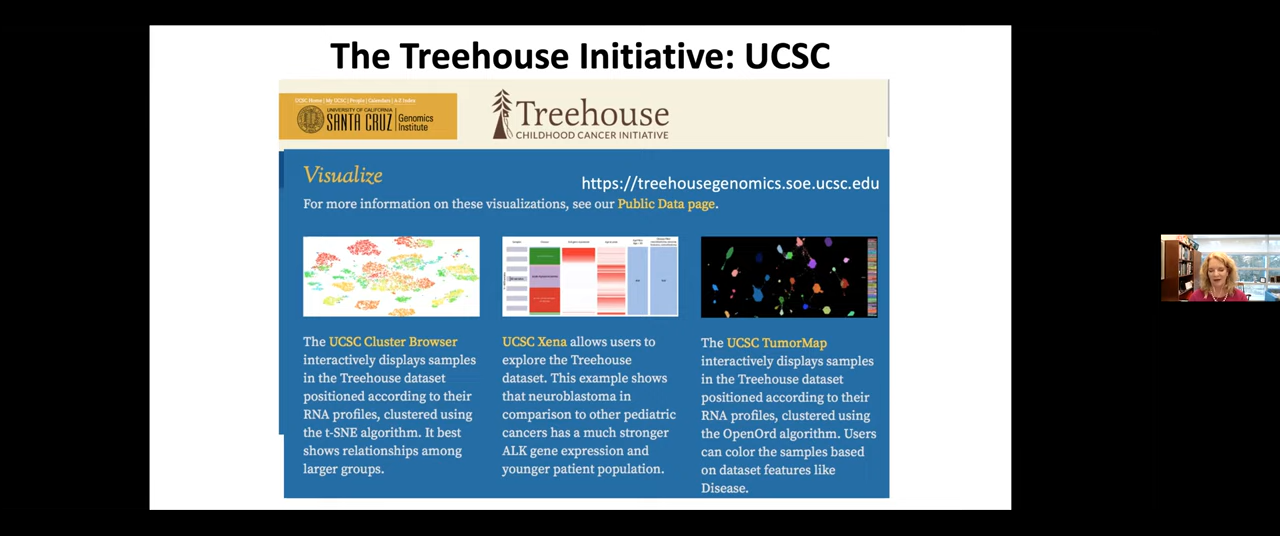 The Treehouse Initiative: UCSC
UCSC Home | My UCSC | People | Calendars | A-Z Index
UNIVERSITY OF CALIFORNIA
SANTA CRUZ
Genomics
Institute
Treehouse
CHILDHOOD CANCER INITIATIVE
Visualize
https://treehousegenomics.soe.ucsc.edu
For more information on these visualizations, see our Public Data page.
The UCSC Cluster Browser
interactively displays samples
in the Treehouse dataset
positioned according to their
RNA profiles, clustered using
the t-SNE algorithm. It best
shows relationships among
larger groups.
UCSC Xena allows users to
explore the Treehouse
dataset. This example shows
that neuroblastoma in
comparison to other pediatric
cancers has a much stronger
ALK gene expression and
younger patient population.
The UCSC TumorMap
interactively displays samples
in the Treehouse dataset
positioned according to their
RNA profiles, clustered using
the OpenOrd algorithm. Users
can color the samples based
on dataset features like
Disease.